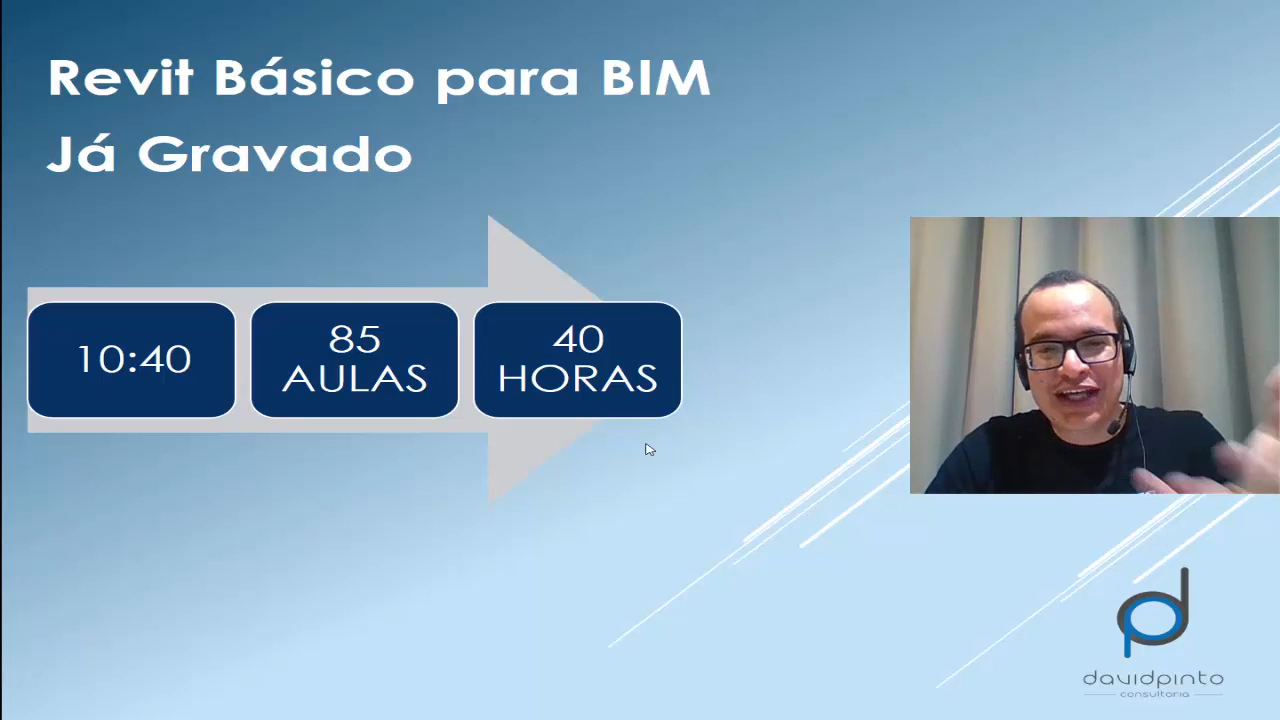 Revit Básico para BIM
Já Gravado
10:40
85
AULAS
40
HORAS
davidpinto
consultoria